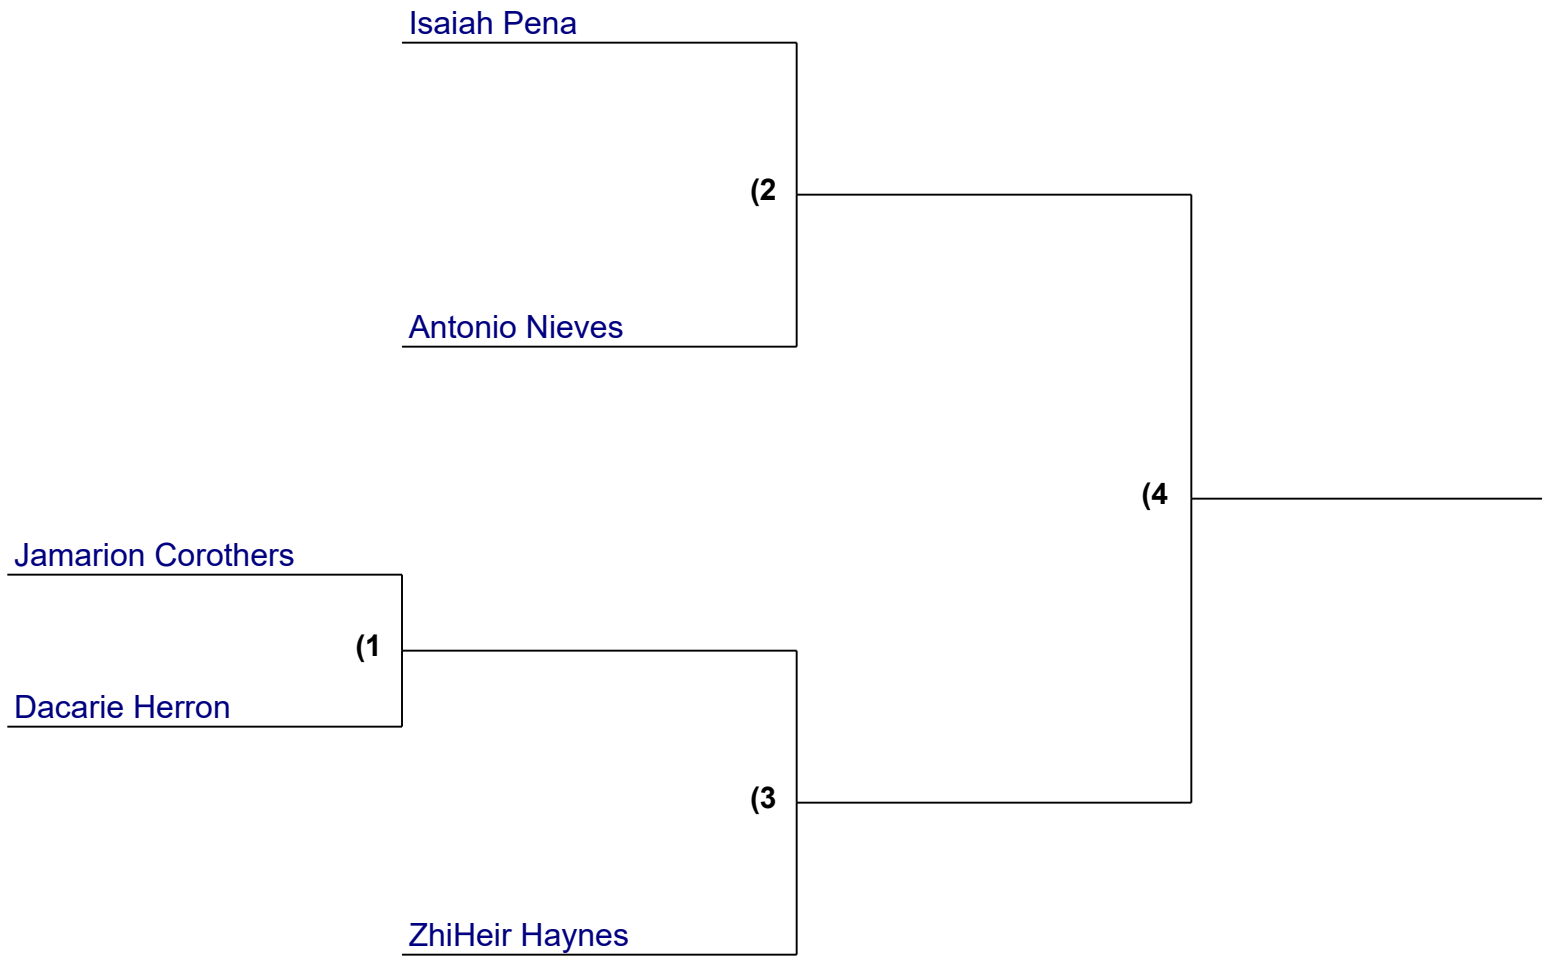 Isaiah Pena
(2
Antonio Nieves
(4
Jamarion Corothers
(1
Dacarie Herron
(3
ZhiHeir Haynes